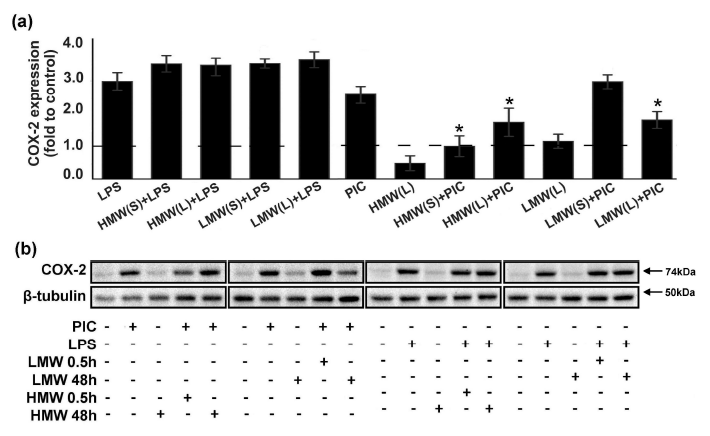 (a)
COX-2 expression
(fold to control)
4.0
3.0
2.0
1.0
0.0
* * *
LPS HMW(S)+LPS HMW(L)+LPS LMW(S)+LPS LMW(L)+LPS PIC HMW(L) HMW(S)+PIC HMW(L)+PIC LMW(L) LMW(S)+PIC LMW(L)+PIC
(b)
COX-2 74kDa
β-tubulin 50kDa
PIC - + - + + - + - + + - - - - - - - - - -
LPS - - - - - - - - - - - + - + + - + - + +
LMW 0.5h - - - - - - - - + - - - - - - - - - + -
LMW 48h - - - - - - - + - + - - - - - - - + - +
HMW 0.5h - - - + - - - - - - - - - + - - - - - -
HMW 48h - - + - + - - - - - - - + - + - - - - -